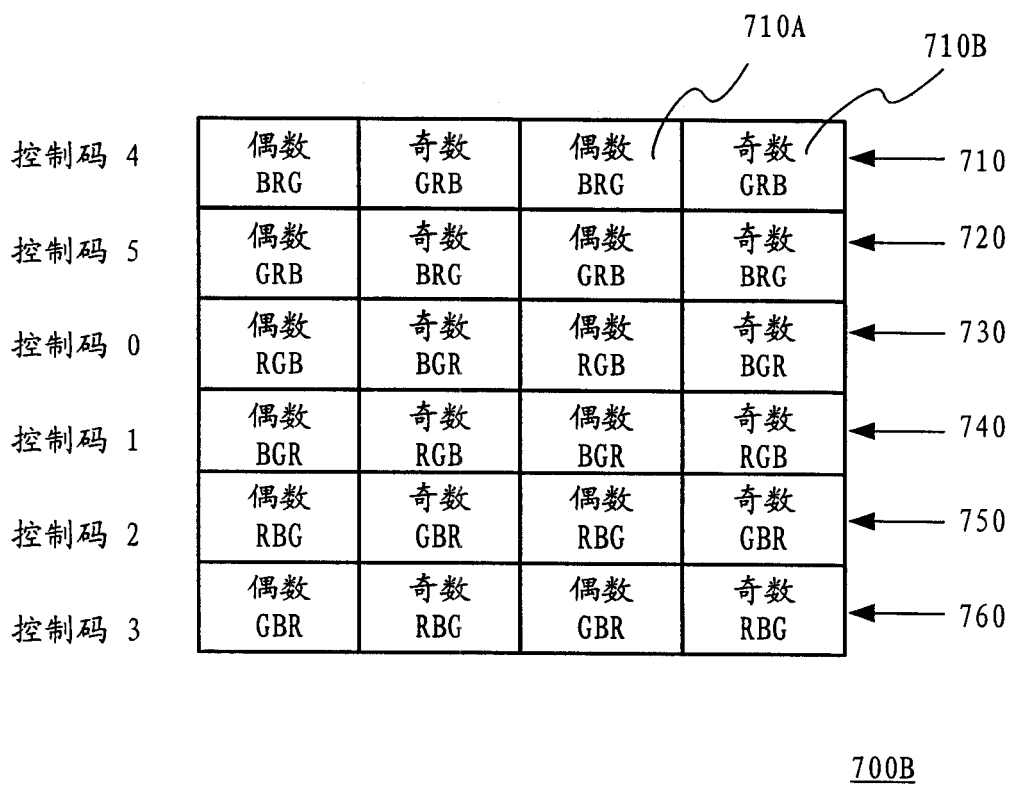 710A
710B
控制码 4
偶数 奇数 偶数 奇数
BRG GRB BRG GRB
710
控制码 5
偶数 奇数 偶数 奇数
GRB BRG GRB BRG
720
控制码 0
偶数 奇数 偶数 奇数
RGB BGR RGB BGR
730
控制码 1
偶数 奇数 偶数 奇数
BGR RGB BGR RGB
740
控制码 2
偶数 奇数 偶数 奇数
RBG GBR RBG GBR
750
控制码 3
偶数 奇数 偶数 奇数
GBR RBG GBR RBG
760
700B